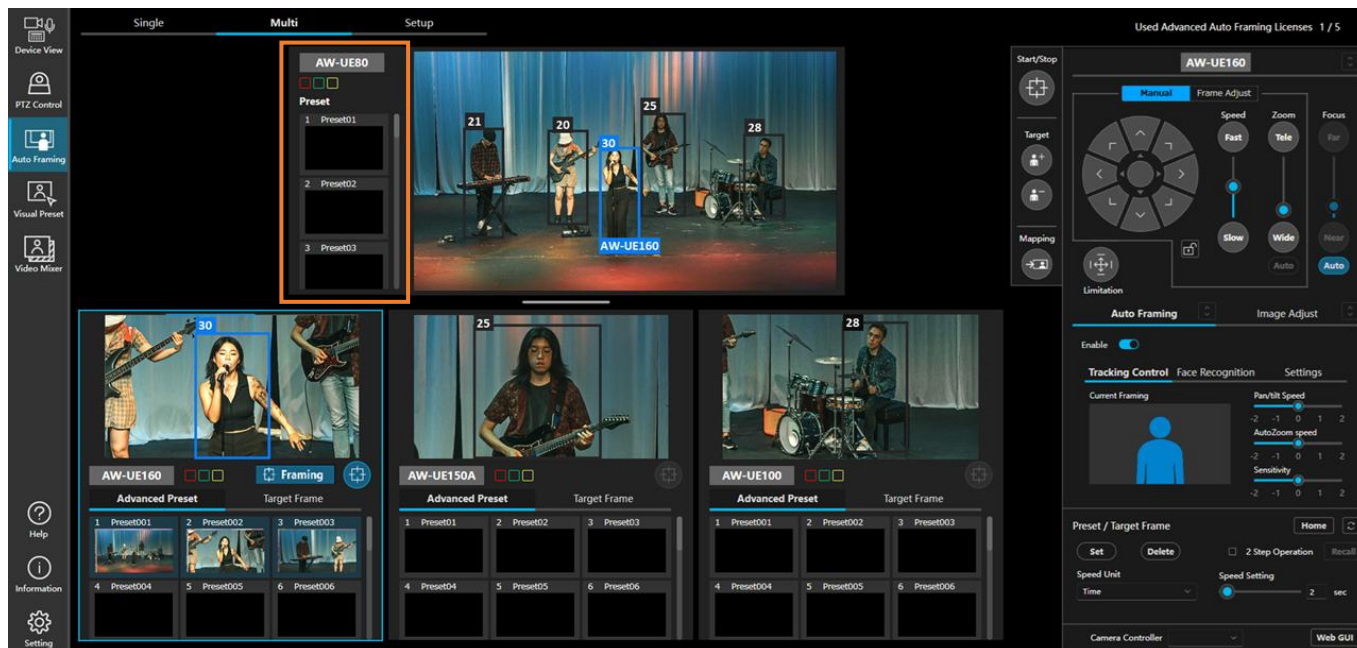 Single Multi Setup
Used Advanced Auto Framing Licenses 1 / 5
Device View
PTZ Control
Auto Framing
Visual Preset
Video Mixer
Help
Information
Setting
AW-UE80
Preset
1 Preset01
2 Preset02
3 Preset03
21
20
30
25
28
AW-UE160
Start/Stop
Target
Mapping
30
AW-UE160
Framing
Advanced Preset Target Frame
1 Preset001 2 Preset002 3 Preset003
4 Preset004 5 Preset005 6 Preset006
25
AW-UE150A
Advanced Preset Target Frame
1 Preset01 2 Preset02 3 Preset03
4 Preset04 5 Preset05 6 Preset06
28
AW-UE100
Advanced Preset Target Frame
1 Preset001 2 Preset002 3 Preset003
4 Preset004 5 Preset005 6 Preset006
AW-UE160
Manual Frame Adjust
Speed Zoom Focus
Fast Tele Far
Slow Wide Near
Auto Auto
Limitation
Auto Framing Image Adjust
Enable
Tracking Control Face Recognition Settings
Current Framing
Pan/tilt Speed
-2 -1 0 1 2
AutoZoom speed
-2 -1 0 1 2
Sensitivity
-2 -1 0 1 2
Preset / Target Frame Home
Set Delete 2 Step Operation Recall
Speed Unit Speed Setting
Time 2 sec
Camera Controller Web GUI